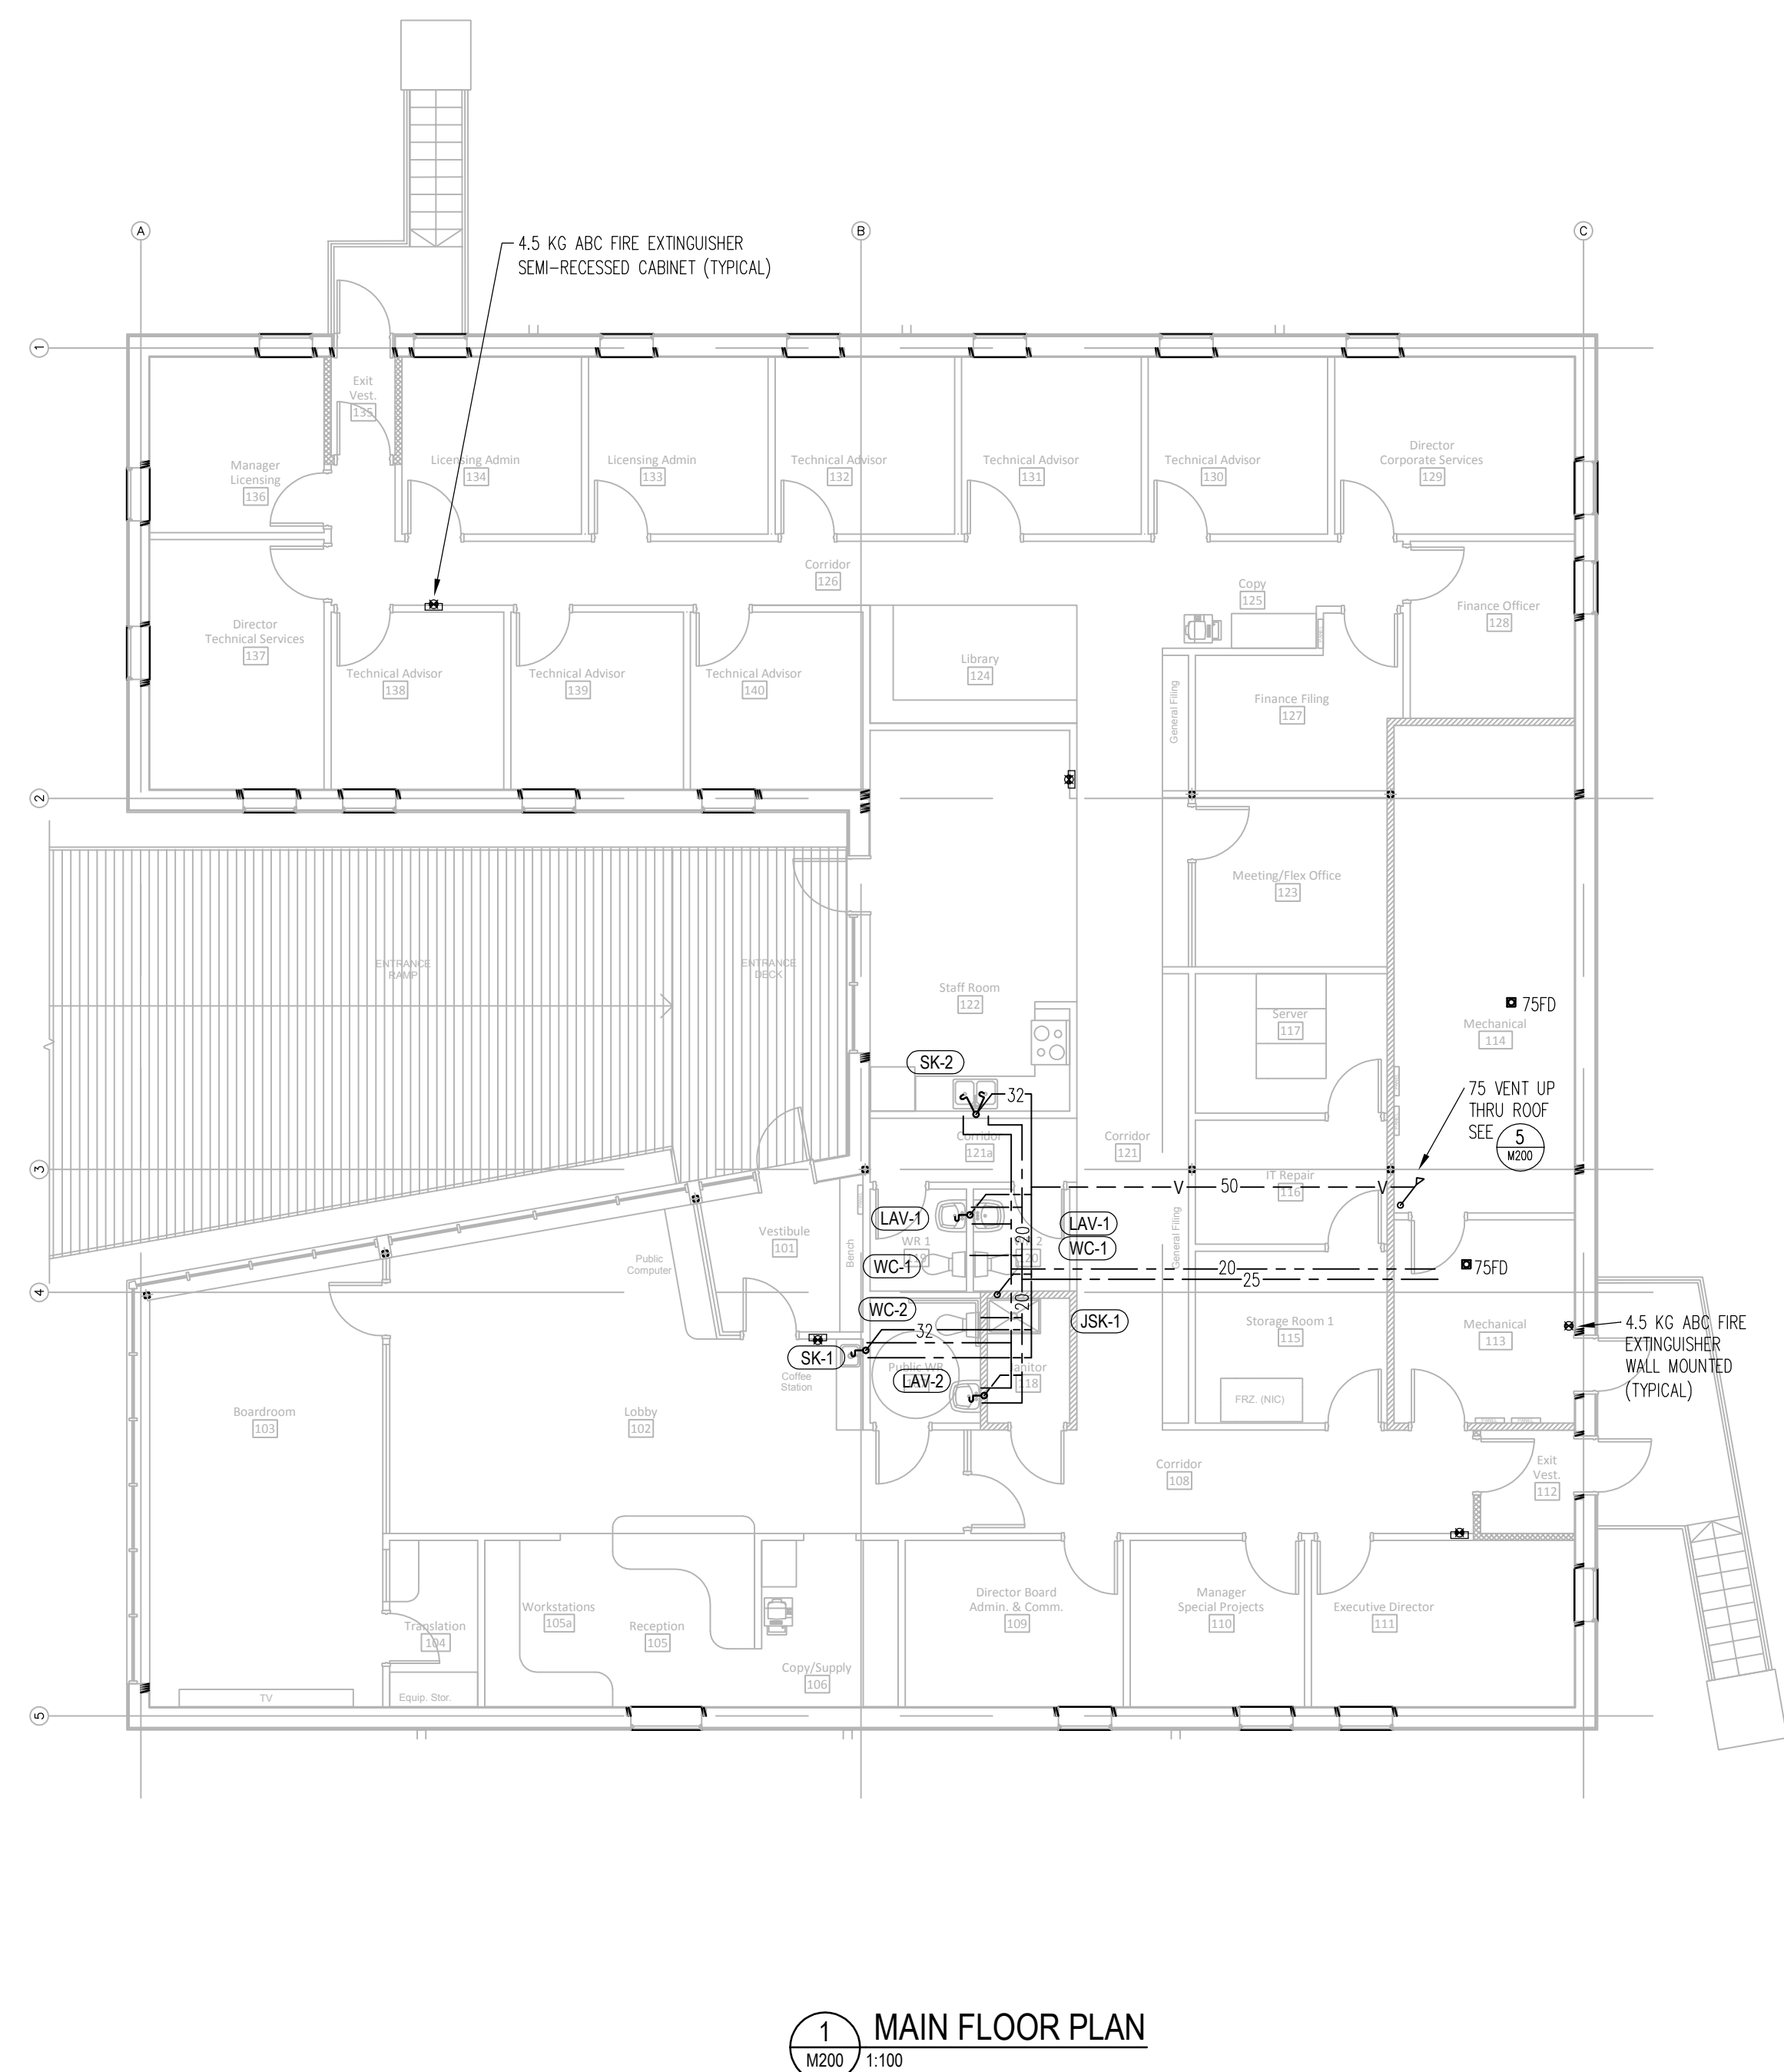 A
B
C
4.5 KG ABC FIRE EXTINGUISHER
SEMI-RECESSED CABINET (TYPICAL)
1
Exit
Vest.
135
Manager
Licensing
136
Licensing Admin
134
Licensing Admin
133
Technical Advisor
132
Technical Advisor
131
Technical Advisor
130
Director
Corporate Services
129
Corridor
126
Copy
125
Finance Officer
128
Director
Technical Services
137
Technical Advisor
138
Technical Advisor
139
Technical Advisor
140
Library
124
General Filing
Finance Filing
127
2
Meeting/Flex Office
123
ENTRANCE
RAMP
ENTRANCE
DECK
Staff Room
122
Server
117
75FD
Mechanical
114
SK-2
32
75 VENT UP
THRU ROOF
SEE
5
M200
Corridor
121a
Corridor
121
3
IT Repair
116
V
50
V
LAV-1
LAV-1
WR 1
WC-1
WC-1
20
Vestibule
101
Bench
Public
Computer
General Filing
20
25
75FD
4
WC-2
20
JSK-1
32
SK-1
Storage Room 1
115
Mechanical
113
4.5 KG ABC FIRE
EXTINGUISHER
WALL MOUNTED
(TYPICAL)
Public WR
LAV-2
Janitor
118
Coffee
Station
FRZ. (NIC)
Boardroom
103
Lobby
102
Corridor
108
Exit
Vest.
112
Workstations
105a
Translation
104
Reception
105
Director Board
Admin. & Comm.
109
Manager
Special Projects
110
Executive Director
111
Copy/Supply
106
TV
Equip. Stor.
5
1
M200
MAIN FLOOR PLAN
1:100